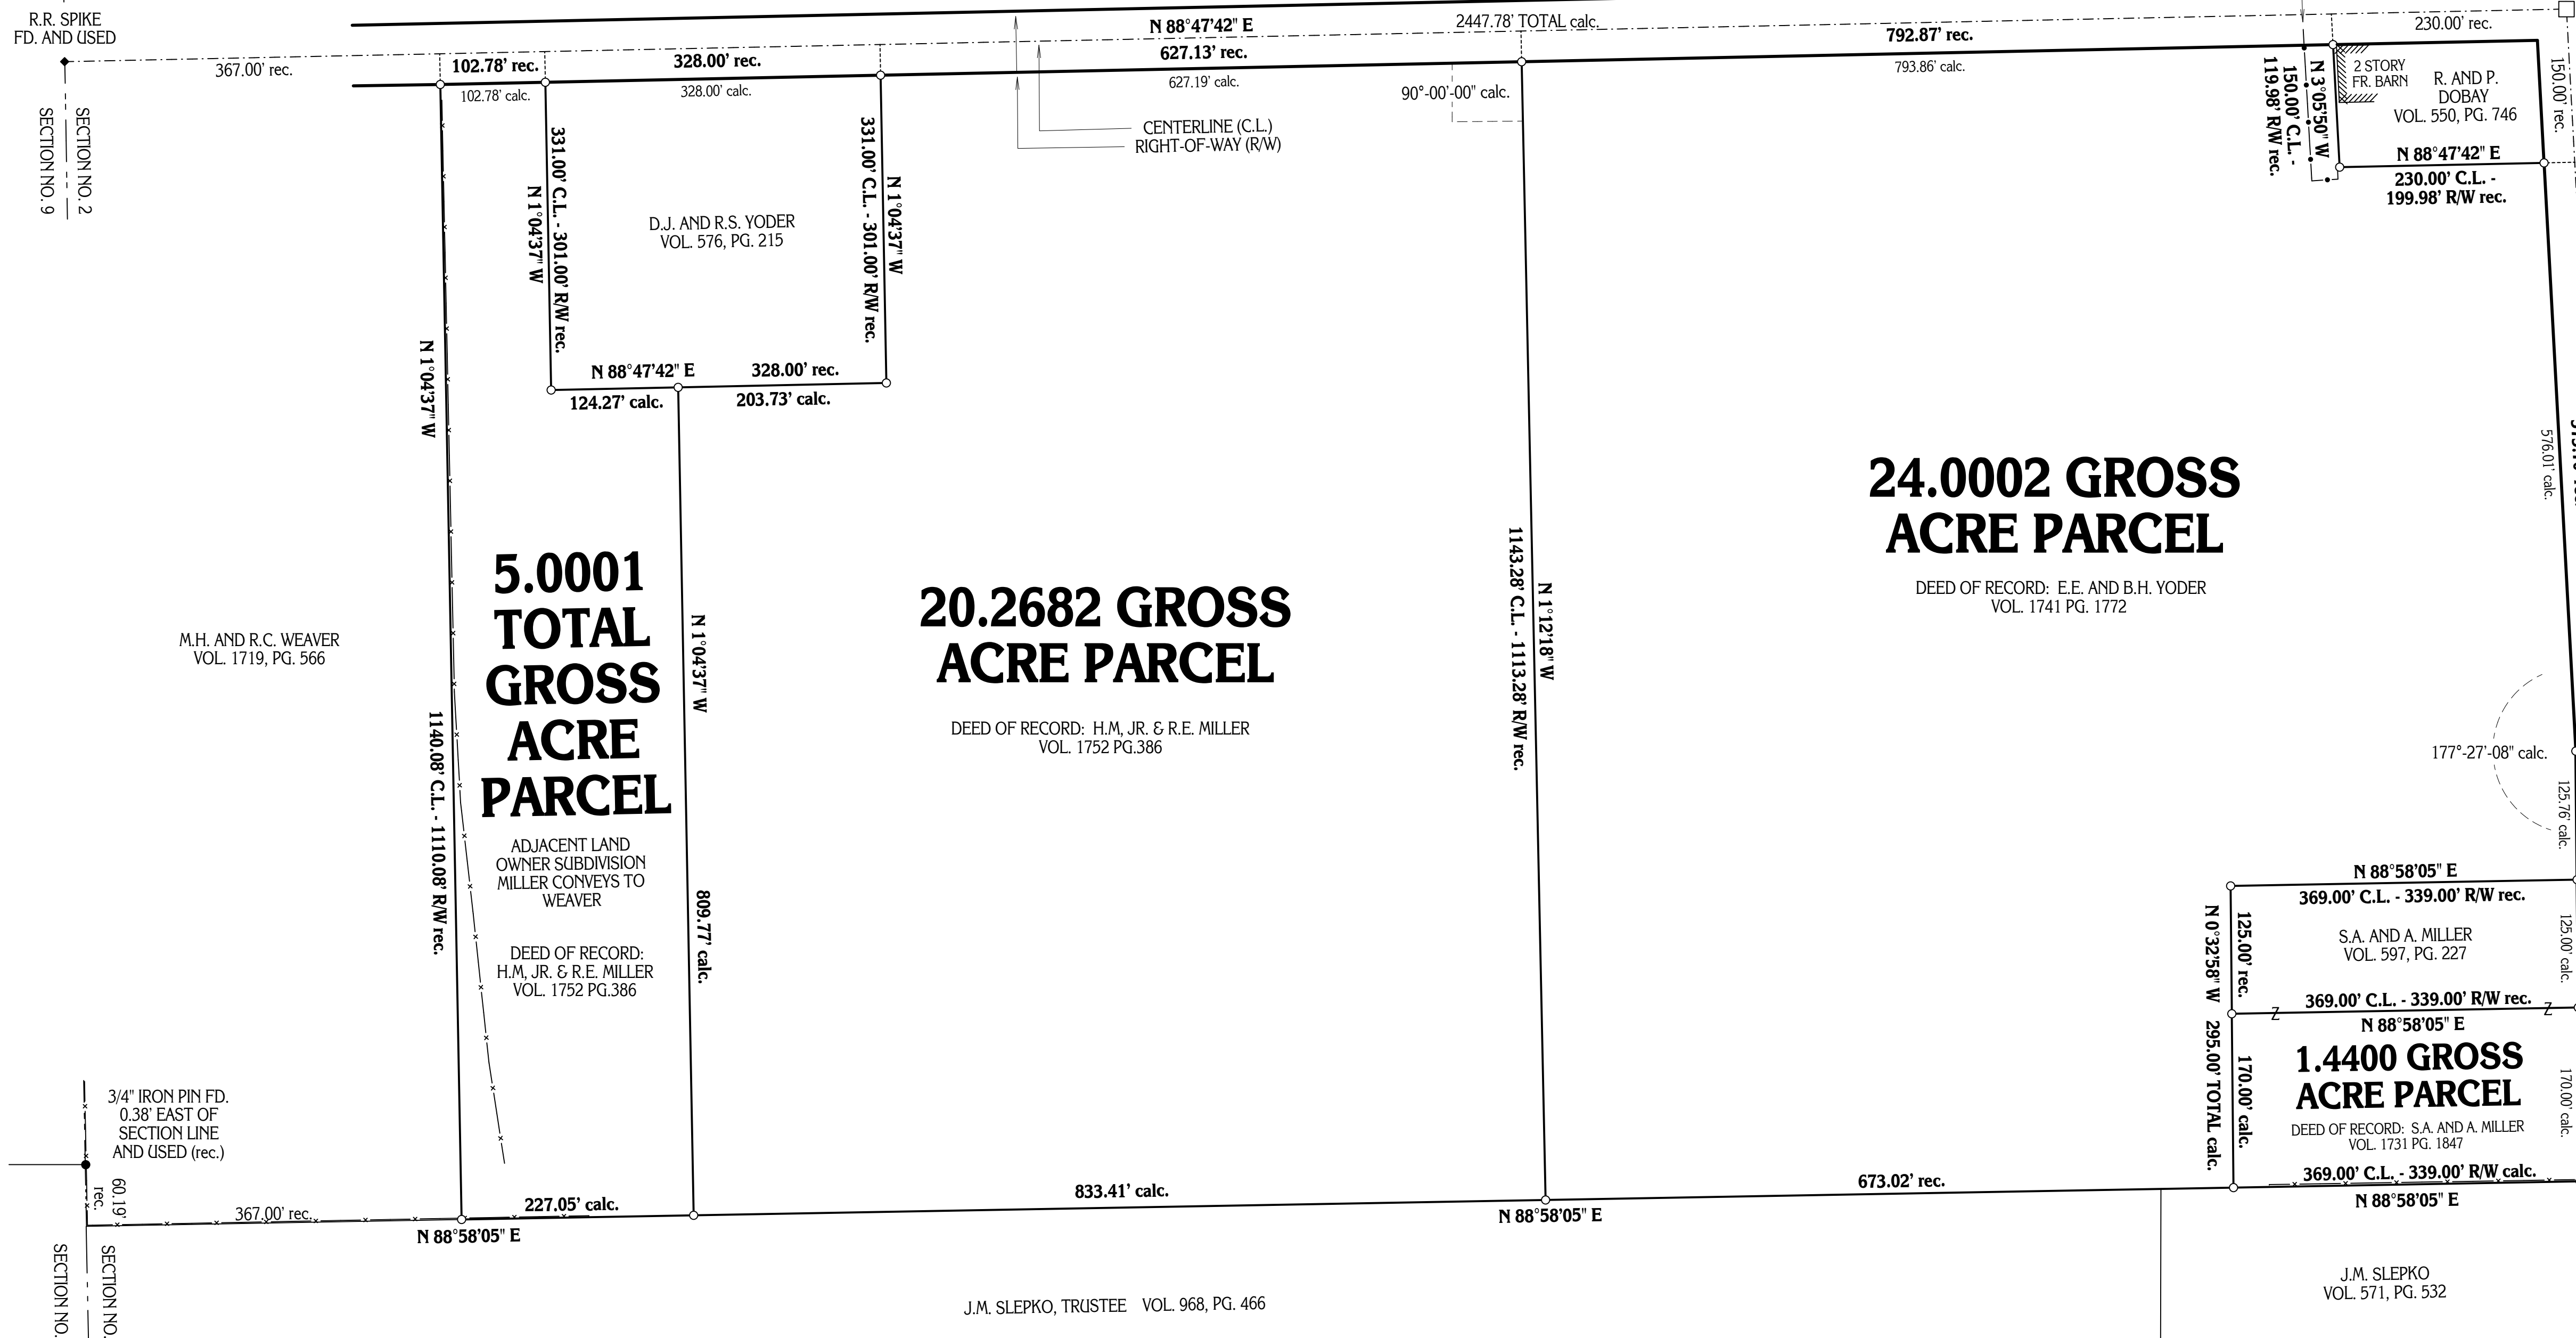 R.R. SPIKE
FD. AND USED
367.00' rec.
SECTION NO. 9
SECTION NO. 2
102.78' rec.
102.78' calc.
328.00' rec.
328.00' calc.
N 88°47'42" E
627.13' rec.
627.19' calc.
2447.78' TOTAL calc.
90°-00'-00" calc.
CENTERLINE (C.L.)
RIGHT-OF-WAY (R/W)
792.87' rec.
793.86' calc.
230.00' rec.
N 3°05'50" W
150.00' C.L. -
119.98' R/W rec.
2 STORY
FR. BARN
R. AND P.
DOBAY
VOL. 550, PG. 746
150.00' rec.
N 88°47'42" E
230.00' C.L. -
199.98' R/W rec.
331.00' C.L. - 301.00' R/W rec.
N 1°04'37" W
D.J. AND R.S. YODER
VOL. 576, PG. 215
331.00' C.L. - 301.00' R/W rec.
N 1°04'37" W
N 88°47'42" E
328.00' rec.
124.27' calc.
203.73' calc.
N 1°04'37" W
1140.08' C.L. - 1110.08' R/W rec.
M.H. AND R.C. WEAVER
VOL. 1719, PG. 566
5.0001
TOTAL
GROSS
ACRE
PARCEL
ADJACENT LAND
OWNER SUBDIVISION
MILLER CONVEYS TO
WEAVER
DEED OF RECORD:
H.M, JR. & R.E. MILLER
VOL. 1752 PG.386
N 1°04'37" W
809.77' calc.
20.2682 GROSS
ACRE PARCEL
DEED OF RECORD: H.M, JR. & R.E. MILLER
VOL. 1752 PG.386
1143.28' C.L. - 1113.28' R/W rec.
N 1°12'18" W
24.0002 GROSS
ACRE PARCEL
DEED OF RECORD: E.E. AND B.H. YODER
VOL. 1741 PG. 1772
576.01' calc.
177°-27'-08" calc.
125.76' calc.
N 88°58'05" E
369.00' C.L. - 339.00' R/W rec.
N 0°32'58" W
295.00' TOTAL calc.
125.00' rec.
S.A. AND A. MILLER
VOL. 597, PG. 227
125.00' calc.
369.00' C.L. - 339.00' R/W rec.
Z
Z
N 88°58'05" E
170.00' calc.
1.4400 GROSS
ACRE PARCEL
DEED OF RECORD: S.A. AND A. MILLER
VOL. 1731 PG. 1847
170.00' calc.
369.00' C.L. - 339.00' R/W calc.
N 88°58'05" E
3/4" IRON PIN FD.
0.38' EAST OF
SECTION LINE
AND USED (rec.)
60.19'
rec.
367.00' rec.
227.05' calc.
N 88°58'05" E
833.41' calc.
N 88°58'05" E
673.02' rec.
SECTION NO.
SECTION NO.
J.M. SLEPKO, TRUSTEE VOL. 968, PG. 466
J.M. SLEPKO
VOL. 571, PG. 532